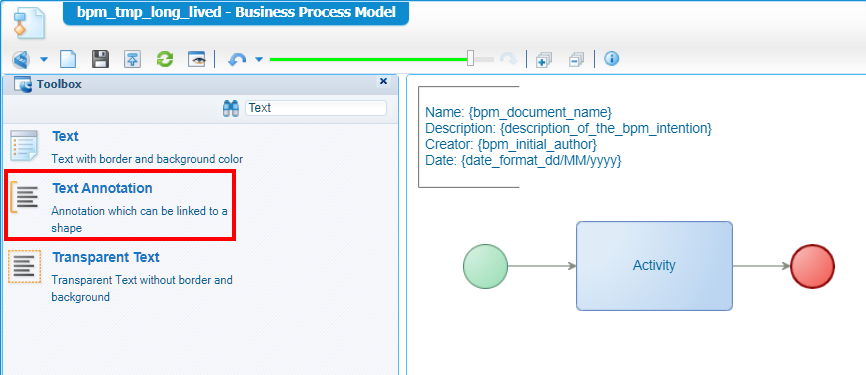 bpm_tmp_long_lived - Business Process Model
Toolbox
Text
Text
Text with border and background color
Text Annotation
Annotation which can be linked to a
shape
Transparent Text
Transparent Text without border and
background
Name: {bpm_document_name}
Description: {description_of_the_bpm_intention}
Creator: {bpm_initial_author}
Date: {date_format_dd/MM/yyyy}
Activity